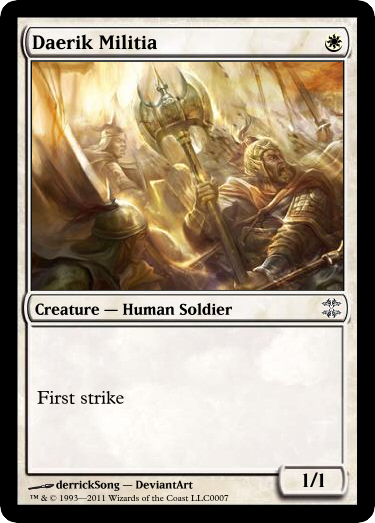 Daerik Militia
Creature — Human Soldier
First strike
derrickSong — DeviantArt
1/1
™ & © 1993—2011 Wizards of the Coast LLC0007